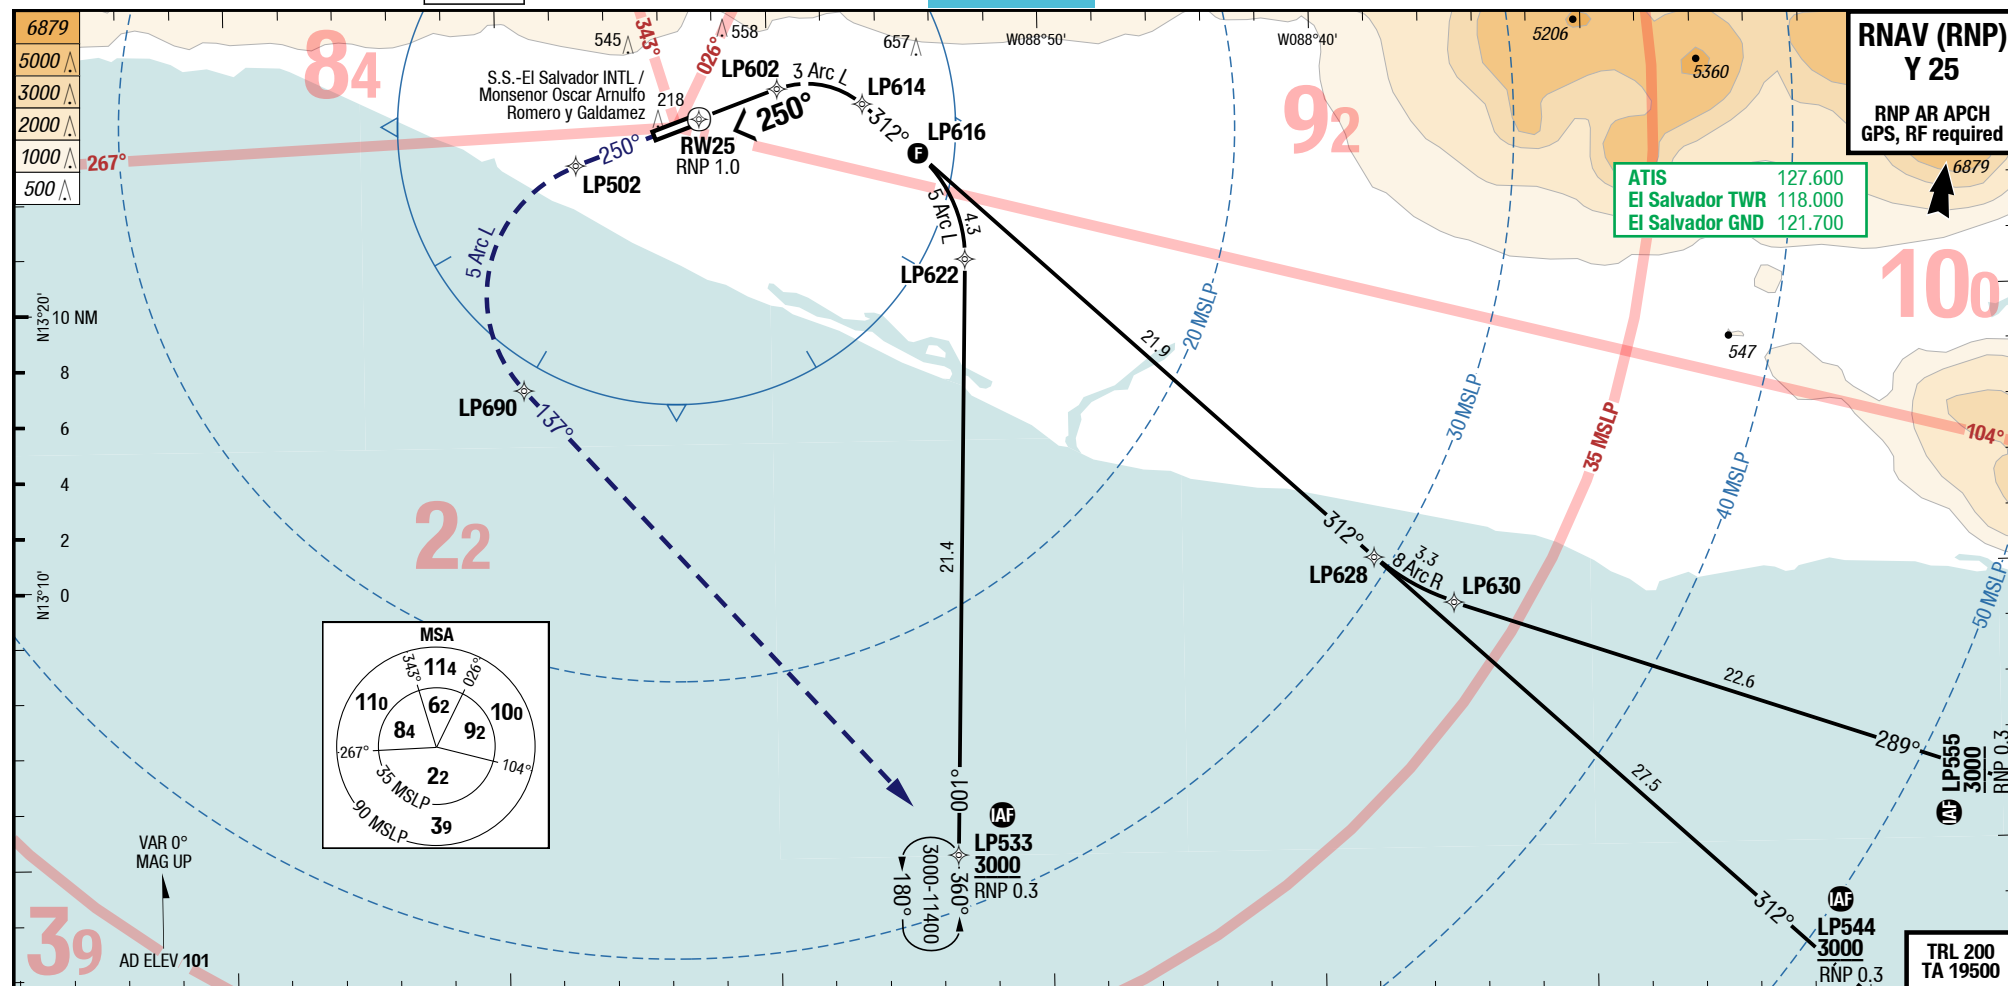 6879
5000
3000
2000
1000
500
84
545
343°
026°
558
657
W088°50'
W088°40'
5206
5360
92
RNAV (RNP)
Y 25
RNP AR APCH
GPS, RF required
6879
ATIS 127.600
El Salvador TWR 118.000
El Salvador GND 121.700
100
S.S.-El Salvador INTL /
Monsenor Oscar Arnulfo
Romero y Galdamez
218
LP602
3 Arc L
LP614
250°
312°
LP616
F
RW25
RNP 1.0
267°
250°
LP502
5 Arc L
5 Arc L
4.3
LP622
N13°20'
10 NM
8
6
4
2
0
N13°10'
LP690
137°
22
21.9
20 MSLP
30 MSLP
35 MSLP
40 MSLP
50 MSLP
547
104°
21.4
312°
LP628
3.3
8 Arc R
LP630
22.6
289°
LP555
3000
RNP 0.3
IAF
27.5
312°
IAF
LP544
3000
RNP 0.3
MSA
343°
114
026°
110
62
100
84
92
267°
104°
22
35 MSLP
90 MSLP
39
001°
IAF
LP533
3000
RNP 0.3
180°
3000-11400
360°
VAR 0°
MAG UP
39
AD ELEV 101
TRL 200
TA 19500